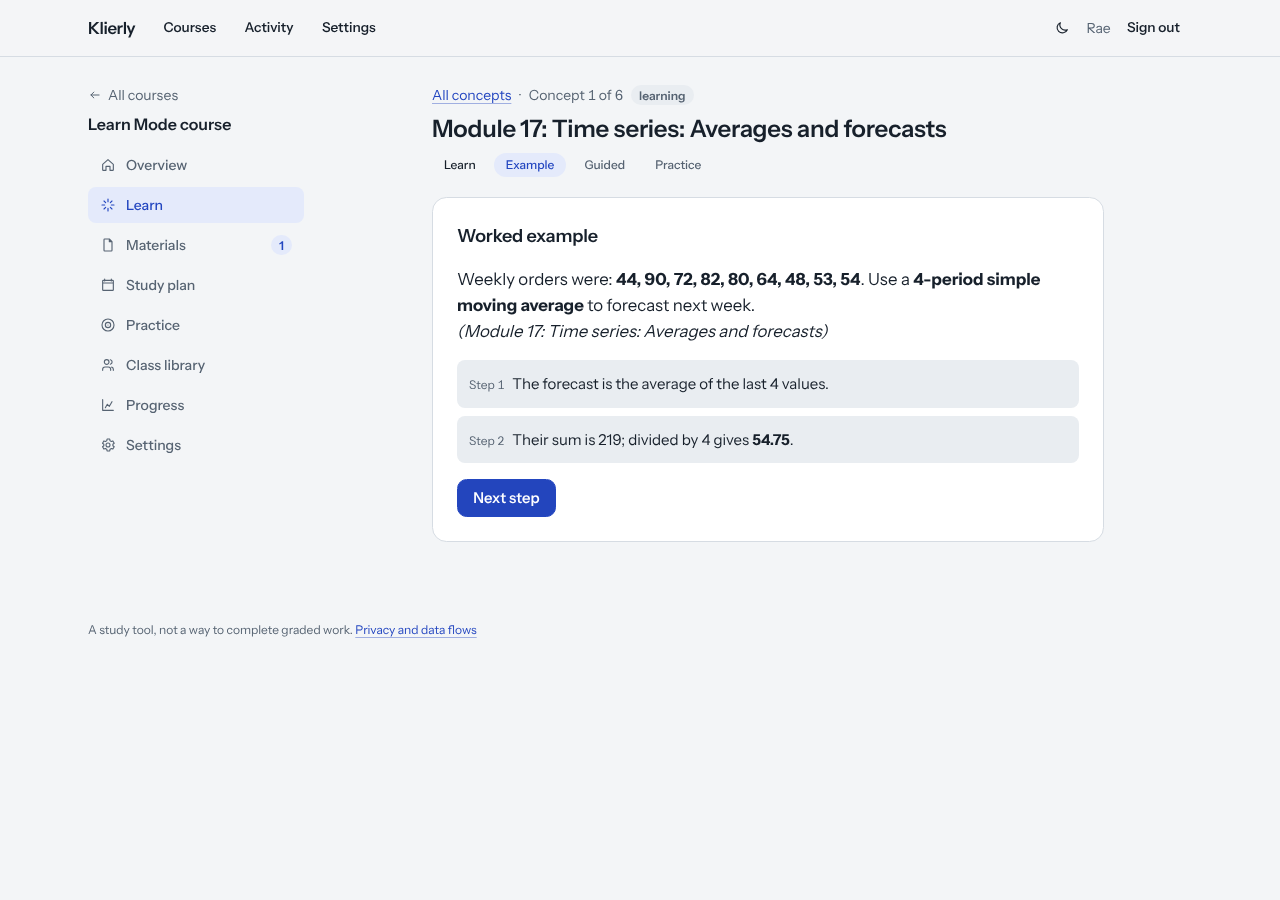 Klierly Courses Activity Settings Rae Sign out
← All courses
Learn Mode course
Overview
Learn
Materials 1
Study plan
Practice
Class library
Progress
Settings
All concepts · Concept 1 of 6 learning
Module 17: Time series: Averages and forecasts
Learn Example Guided Practice
Worked example
Weekly orders were: 44, 90, 72, 82, 80, 64, 48, 53, 54. Use a 4-period simple
moving average to forecast next week.
(Module 17: Time series: Averages and forecasts)
Step 1 The forecast is the average of the last 4 values.
Step 2 Their sum is 219; divided by 4 gives 54.75.
Next step
A study tool, not a way to complete graded work. Privacy and data flows